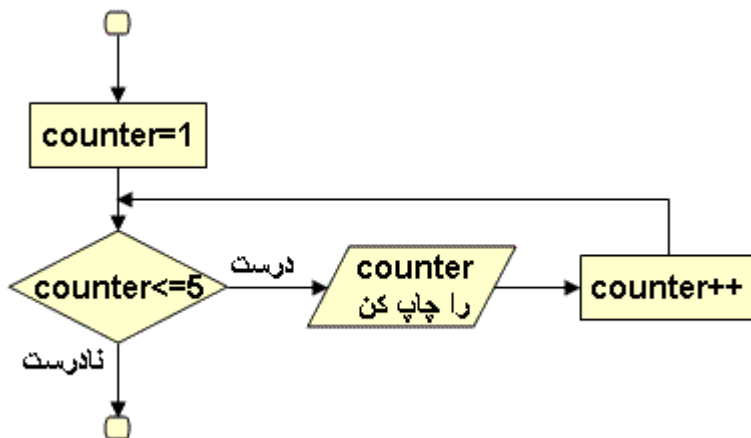 counter=1
counter<=5
درست
counter
را چاپ کن
counter++
نادرست